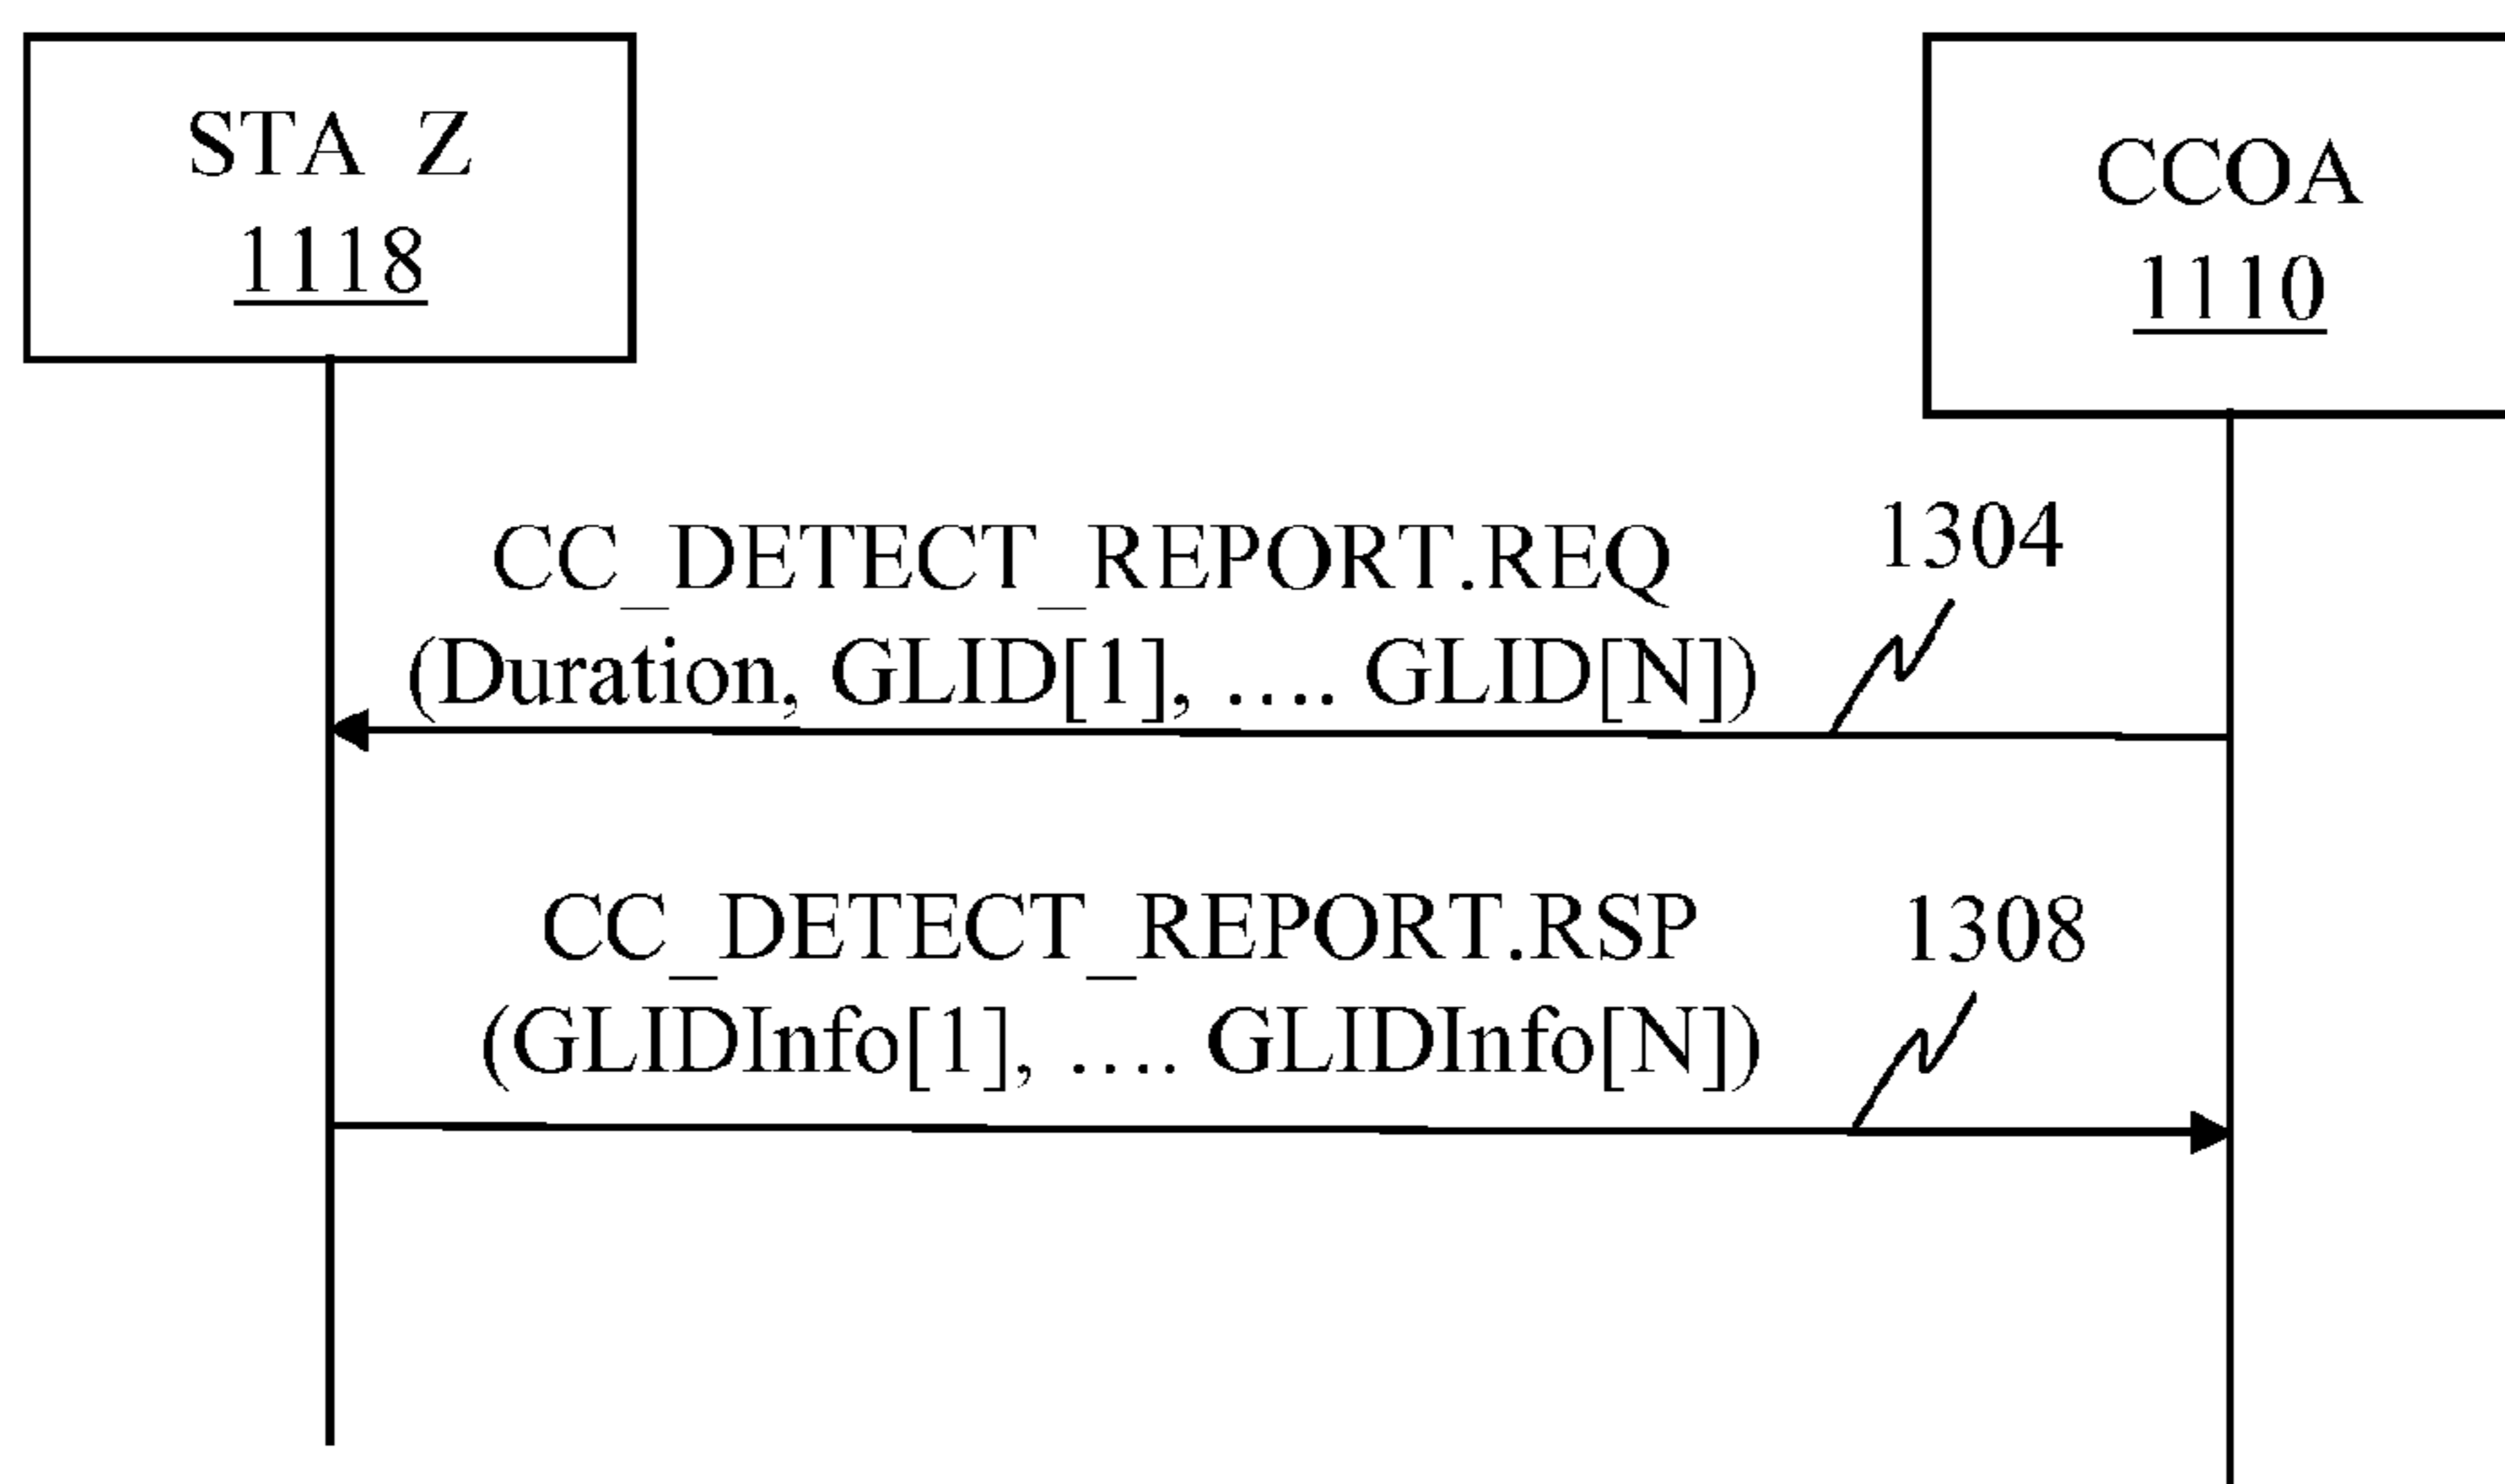 STA Z
1118
CCOA
1110
CC_DETECT_REPORT.REQ
(Duration, GLID[1], .... GLID[N])
1304
CC_DETECT_REPORT.RSP
(GLIDInfo[1], .... GLIDInfo[N])
1308